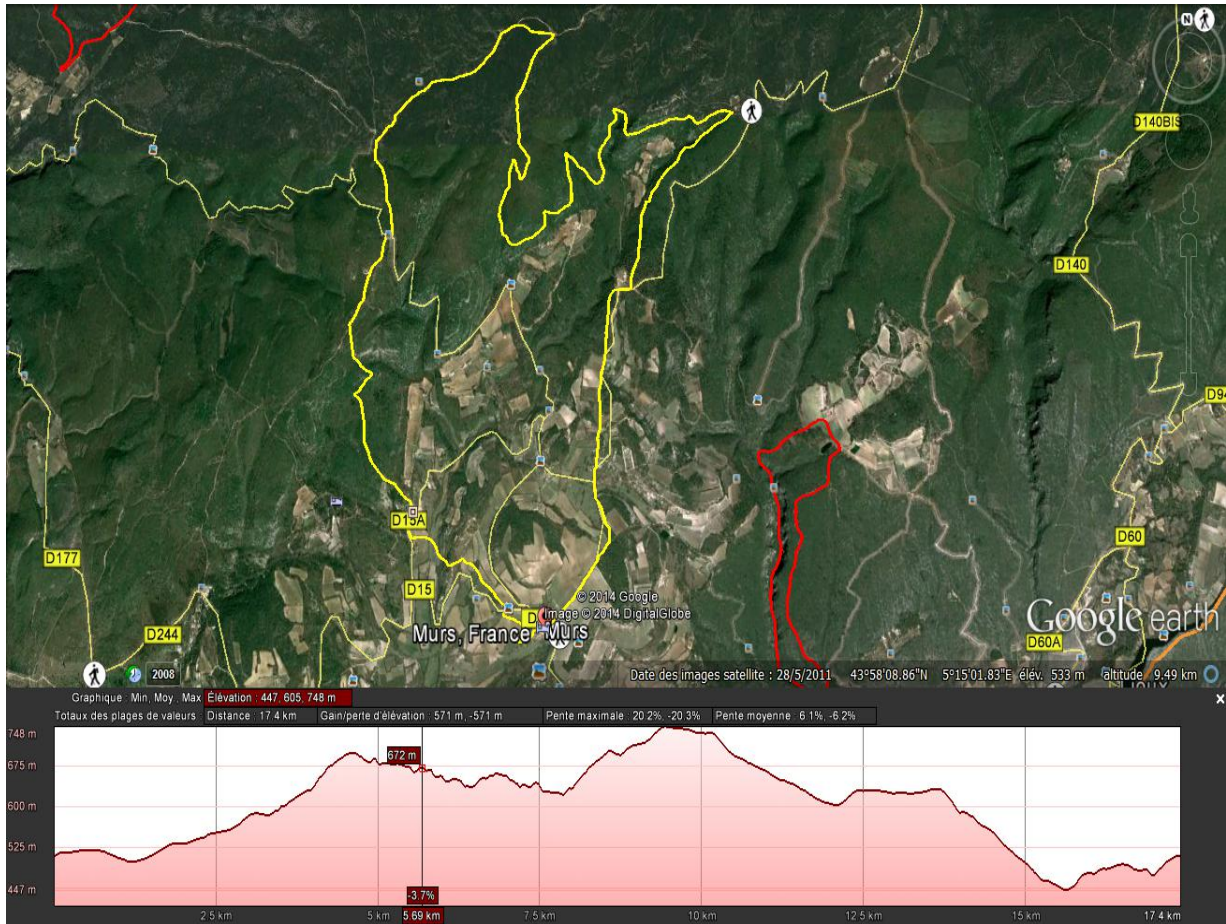 N
D140BIS
D140
D94
D15A
D177
D60
© 2014 Google
Image © 2014 DigitalGlobe
D15
Murs, France
Murs
D244
Google earth
D60A
2008
Date des images satellite : 28/5/2011 43°58'08.86"N 5°15'01.83"E élév. 533 m altitude 9.49 km
Graphique : Min, Moy , Max Élévation : 447, 605, 748 m
x
Totaux des plages de valeurs : Distance : 17.4 km Gain/perte d'élévation : 571 m, -571 m Pente maximale : 20.2%, -20.3% Pente moyenne : 6.1%, -6.2%
748 m
672 m
675 m
600 m
525 m
447 m
-3.7%
2.5 km 5 km 5.69 km 7.5 km 10 km 12.5 km 15 km 17.4 km